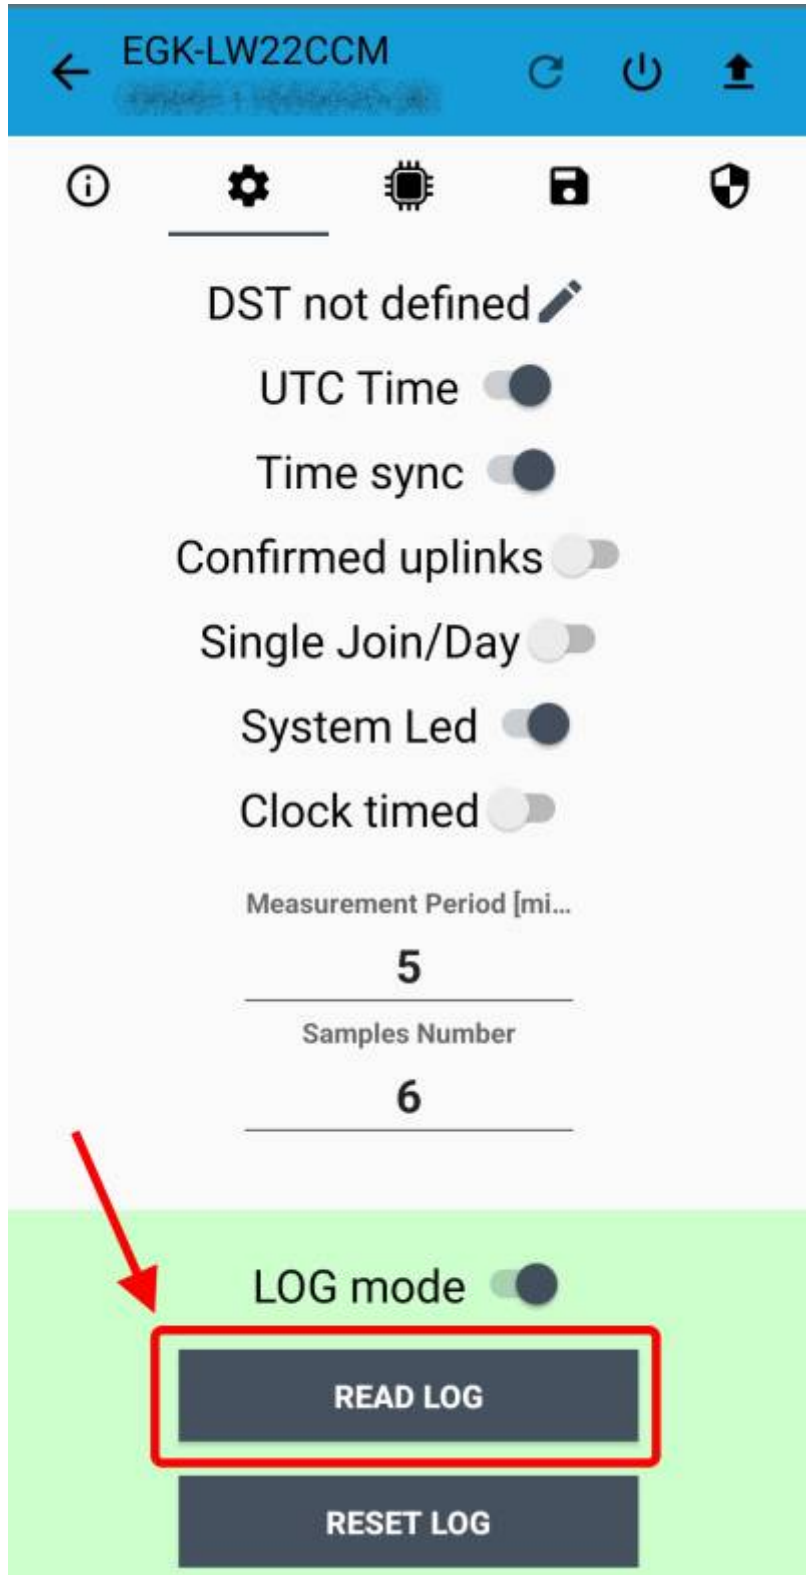 EGK-LW22CCM
DST not defined
UTC Time
Time sync
Confirmed uplinks
Single Join/Day
System Led
Clock timed
Measurement Period [mi...
5
Samples Number
6
LOG mode
READ LOG
RESET LOG